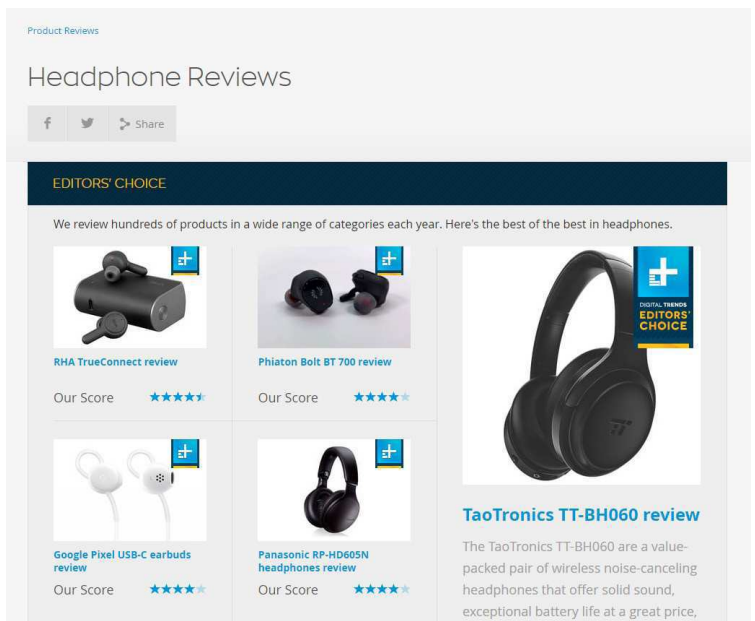 Product Reviews
Headphone Reviews
Share
EDITORS' CHOICE
We review hundreds of products in a wide range of categories each year. Here's the best of the best in headphones.
RHA TrueConnect review
Our Score
Phiaton Bolt BT 700 review
Our Score
Google Pixel USB-C earbuds
review
Our Score
Panasonic RP-HD605N
headphones review
Our Score
DIGITAL TRENDS
EDITORS'
CHOICE
TaoTronics TT-BH060 review
The TaoTronics TT-BH060 are a value-
packed pair of wireless noise-canceling
headphones that offer solid sound,
exceptional battery life at a great price,